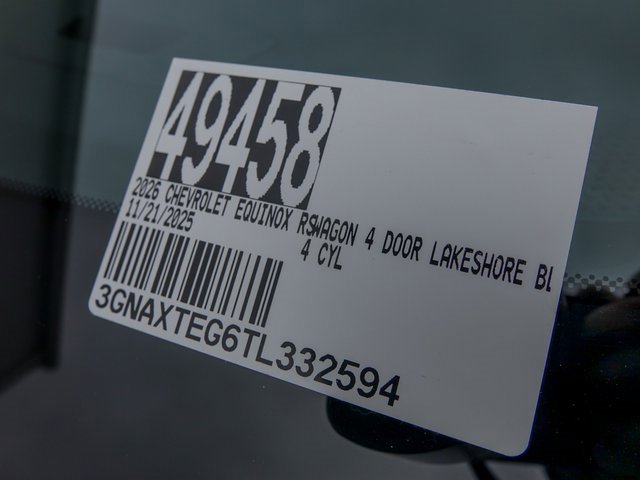 49458
2026 CHEVROLET EQUINOX RSWAGON 4 DOOR LAKESHORE BL
11/21/2025 4 CYL
3GNAXTEG6TL332594